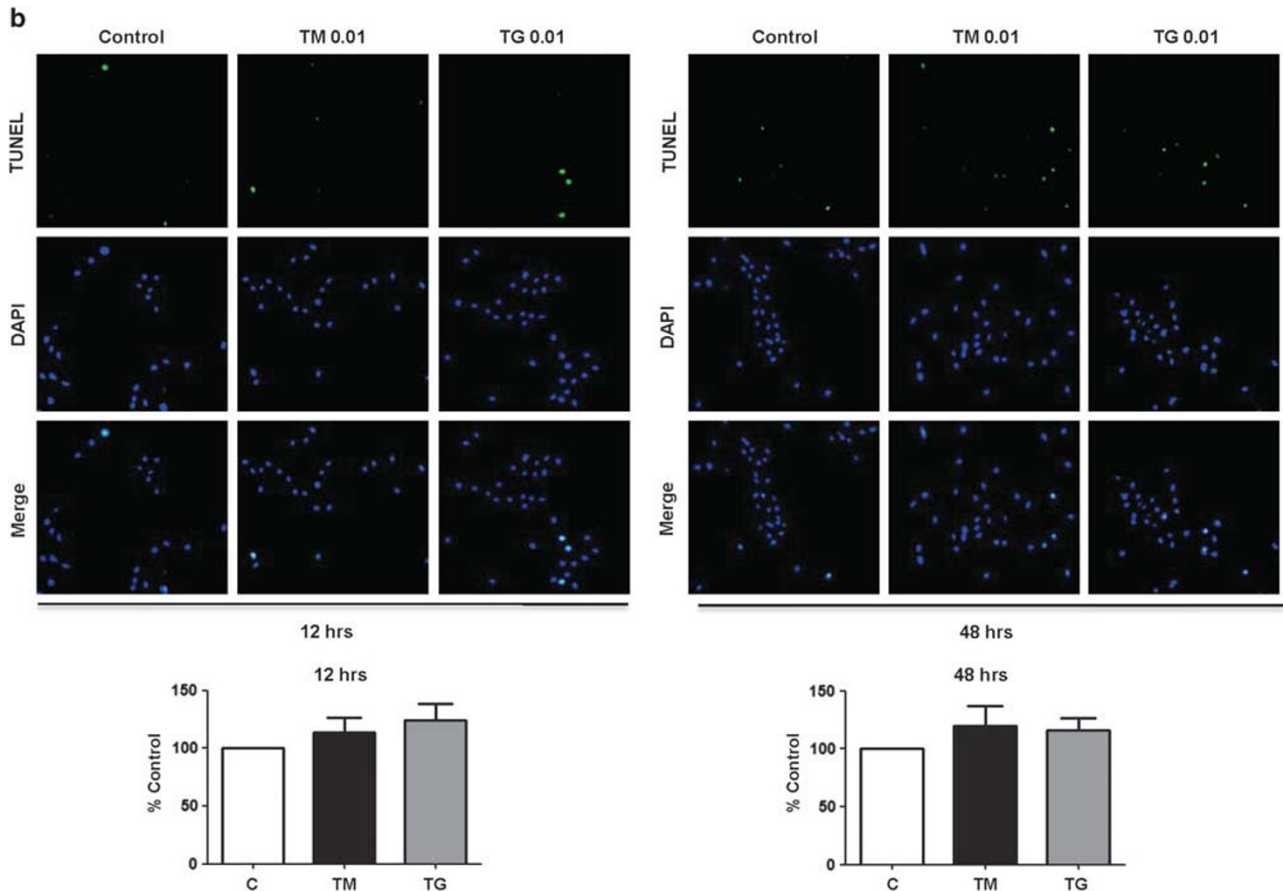 b
Control TM 0.01 TG 0.01 Control TM 0.01 TG 0.01
TUNEL TUNEL
DAPI DAPI
Merge Merge
12 hrs 48 hrs
12 hrs
150
100
50
0
% Control
C TM TG
48 hrs
150
100
50
0
% Control
C TM TG